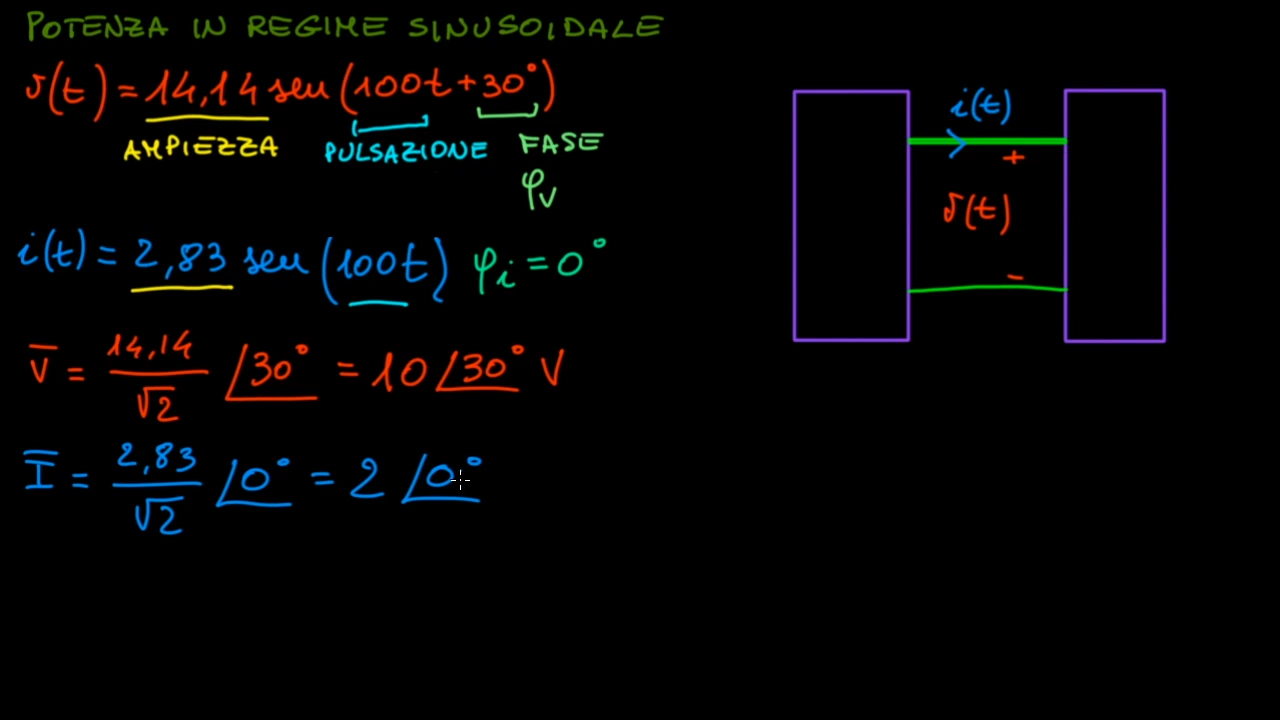 POTENZA IN REGIME SINUSOIDALE
v(t) = 14,14 sen (100t + 30°)
AMPIEZZA PULSAZIONE FASE
φV
i(t) = 2,83 sen (100t) φi = 0°
V = 14,14 / √2 ∠30° = 10 ∠30° V
I = 2,83 / √2 ∠0° = 2 ∠0°
i(t)
+
v(t)
-